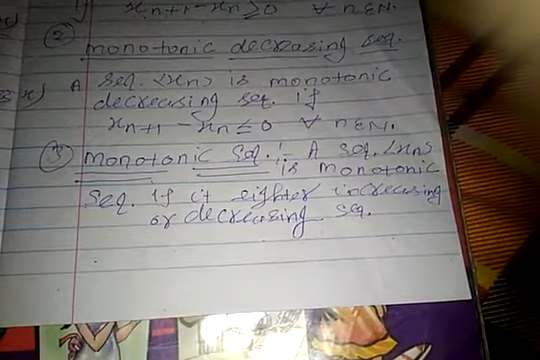 xn+1 - xn ≥ 0 ∀ n∈N.
② monotonic decreasing seq.
A seq. <xn> is monotonic
decreasing seq. if
xn+1 - xn ≤ 0 ∀ n∈N.
③ monotonic seq. :- A seq. <xn>
is monotonic
seq. if it eighter increasing
or decreasing seq.